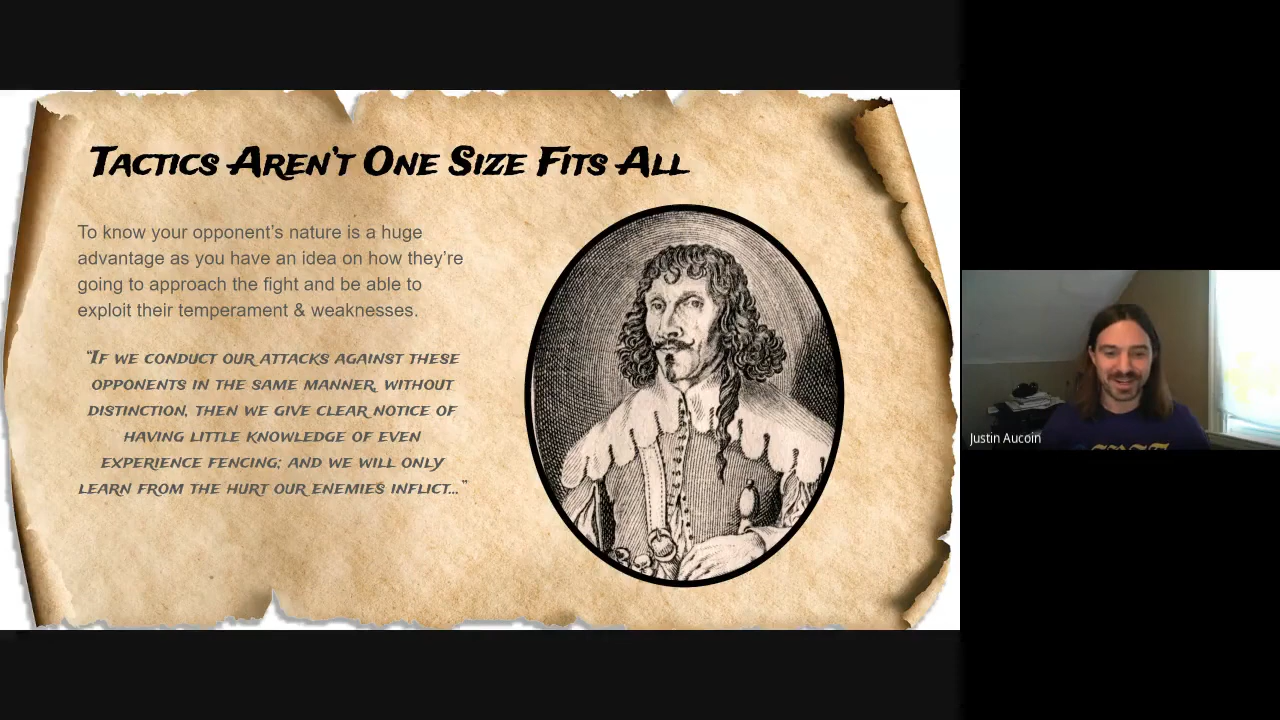 Tactics Aren't One Size Fits All
To know your opponent's nature is a huge
advantage as you have an idea on how they're
going to approach the fight and be able to
exploit their temperament & weaknesses.
"If we conduct our attacks against these
opponents in the same manner, without
distinction, then we give clear notice of
having little knowledge of even
experience fencing; and we will only
learn from the hurt our enemies inflict..."
Justin Aucoin